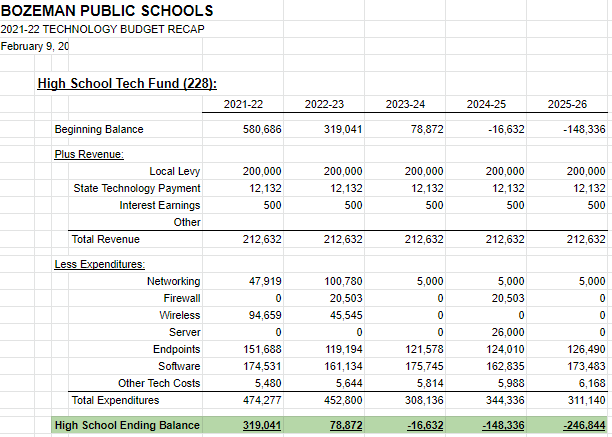 BOZEMAN PUBLIC SCHOOLS
2021-22 TECHNOLOGY BUDGET RECAP
February 9, 20
High School Tech Fund (228):
2021-22 2022-23 2023-24 2024-25 2025-26
Beginning Balance 580,686 319,041 78,872 -16,632 -148,336
Plus Revenue:
Local Levy 200,000 200,000 200,000 200,000 200,000
State Technology Payment 12,132 12,132 12,132 12,132 12,132
Interest Earnings 500 500 500 500 500
Other
Total Revenue 212,632 212,632 212,632 212,632 212,632
Less Expenditures:
Networking 47,919 100,780 5,000 5,000 5,000
Firewall 0 20,503 0 20,503 0
Wireless 94,659 45,545 0 0 0
Server 0 0 0 26,000 0
Endpoints 151,688 119,194 121,578 124,010 126,490
Software 174,531 161,134 175,745 162,835 173,483
Other Tech Costs 5,480 5,644 5,814 5,988 6,168
Total Expenditures 474,277 452,800 308,136 344,336 311,140
High School Ending Balance 319,041 78,872 -16,632 -148,336 -246,844